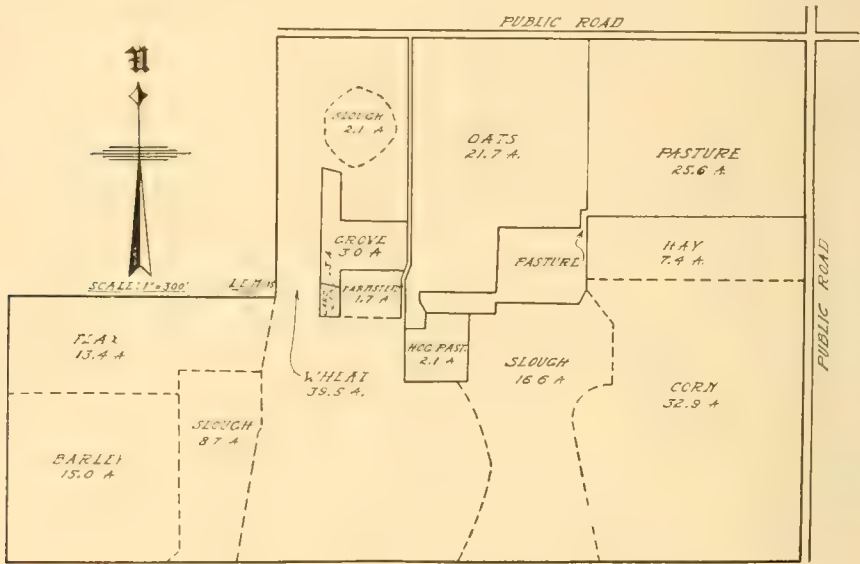 PUBLIC ROAD
N
SLOUGH
2.1 A
OATS
21.7 A.
PASTURE
25.6 A.
GROVE
3.0 A
.3 A
PASTURE
HAY
7.4 A.
SCALE: 1" = 300'
FARMSTEAD
1.7 A
PUBLIC ROAD
FLAX
13.4 A
HOG PAST.
2.1 A
WHEAT
39.5 A.
SLOUGH
16.6 A
CORN
32.9 A
SLOUGH
8.7 A
BARLEY
15.0 A